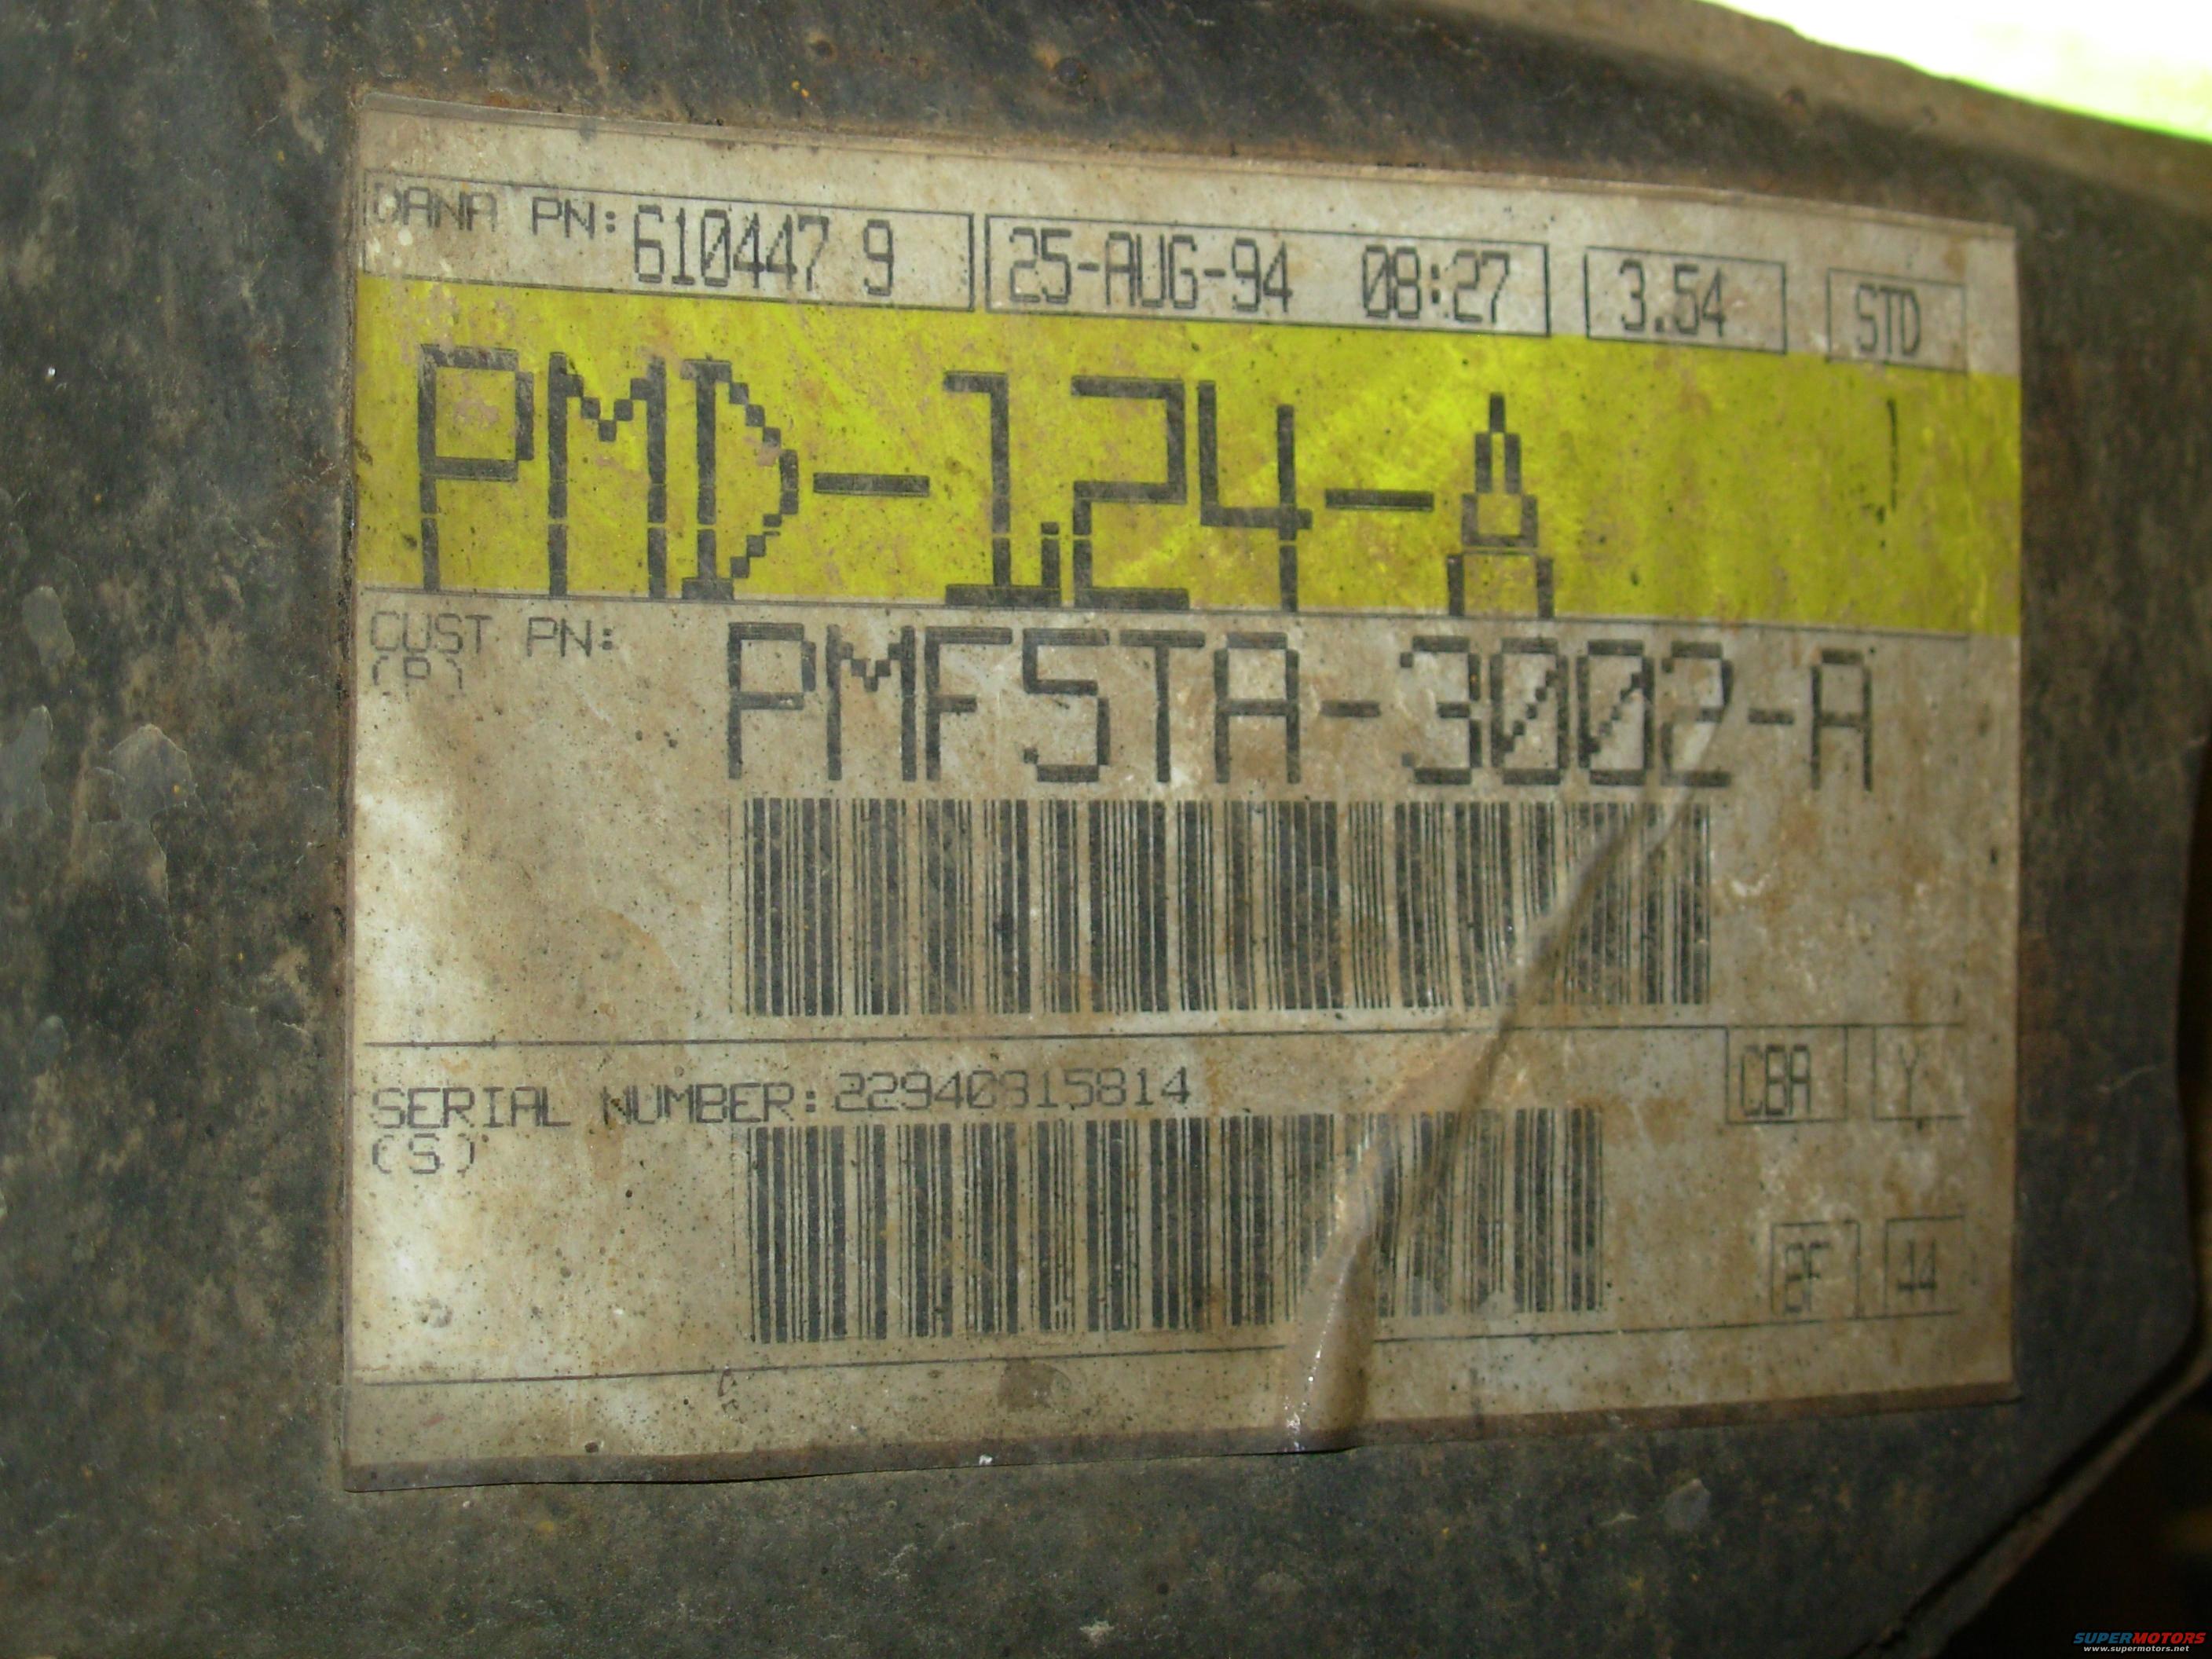 DANA PN: 610447 9 25-AUG-94 08:27 3.54 STD
PMD-124-A
CUST PN: PMF5TA-3002-A
(P)
SERIAL NUMBER: CBA Y
(S)
44
SUPERMOTORS
www.supermotors.net